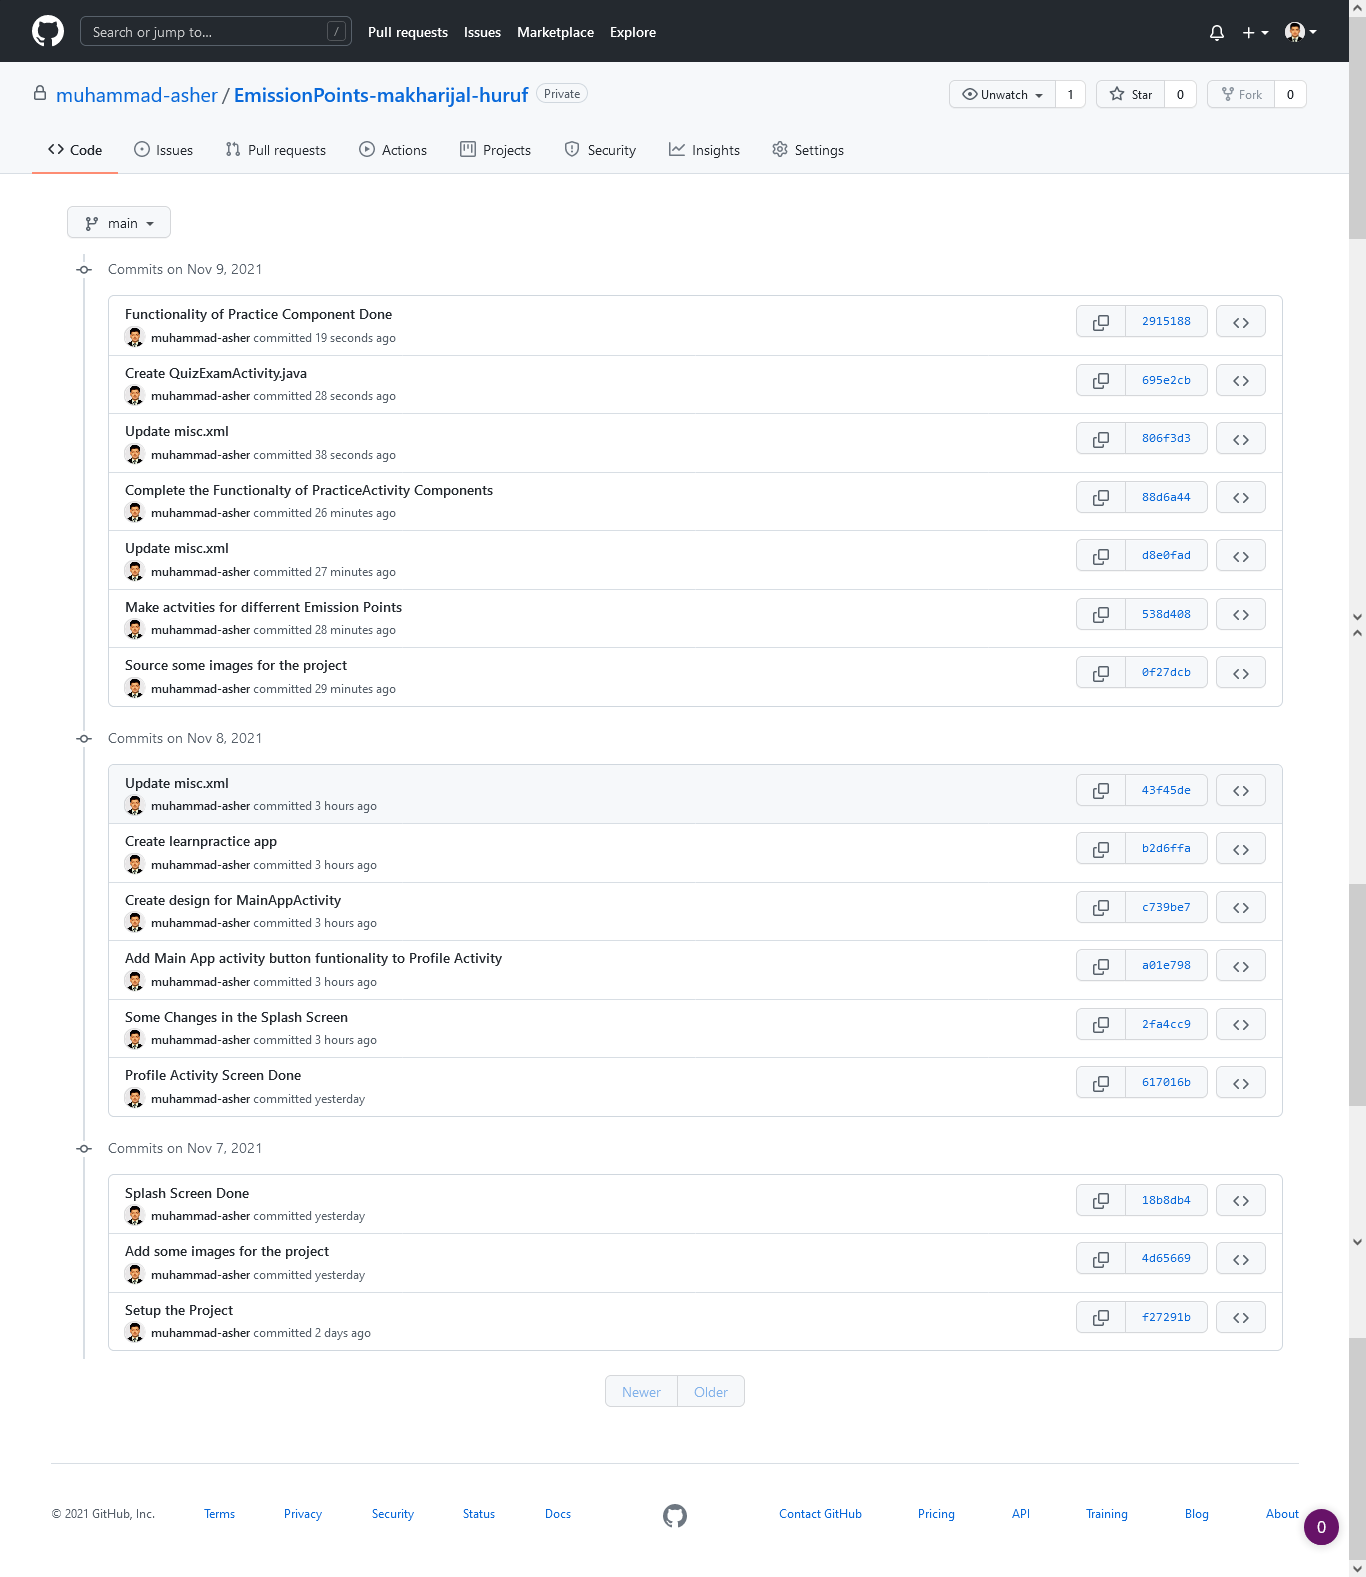 Search or jump to... / Pull requests Issues Marketplace Explore
muhammad-asher / EmissionPoints-makharijal-huruf Private Unwatch 1 Star 0 Fork 0
Code Issues Pull requests Actions Projects Security Insights Settings
main
Commits on Nov 9, 2021
Functionality of Practice Component Done
muhammad-asher committed 19 seconds ago 2915188
Create QuizExamActivity.java
muhammad-asher committed 28 seconds ago 695e2cb
Update misc.xml
muhammad-asher committed 38 seconds ago 806f3d3
Complete the Functionalty of PracticeActivity Components
muhammad-asher committed 26 minutes ago 88d6a44
Update misc.xml
muhammad-asher committed 27 minutes ago d8e0fad
Make actvities for differrent Emission Points
muhammad-asher committed 28 minutes ago 538d408
Source some images for the project
muhammad-asher committed 29 minutes ago 0f27dcb
Commits on Nov 8, 2021
Update misc.xml
muhammad-asher committed 3 hours ago 43f45de
Create learnpractice app
muhammad-asher committed 3 hours ago b2d6ffa
Create design for MainAppActivity
muhammad-asher committed 3 hours ago c739be7
Add Main App activity button funtionality to Profile Activity
muhammad-asher committed 3 hours ago a01e798
Some Changes in the Splash Screen
muhammad-asher committed 3 hours ago 2fa4cc9
Profile Activity Screen Done
muhammad-asher committed yesterday 617016b
Commits on Nov 7, 2021
Splash Screen Done
muhammad-asher committed yesterday 18b8db4
Add some images for the project
muhammad-asher committed yesterday 4d65669
Setup the Project
muhammad-asher committed 2 days ago f27291b
Newer Older
© 2021 GitHub, Inc. Terms Privacy Security Status Docs Contact GitHub Pricing API Training Blog About
0